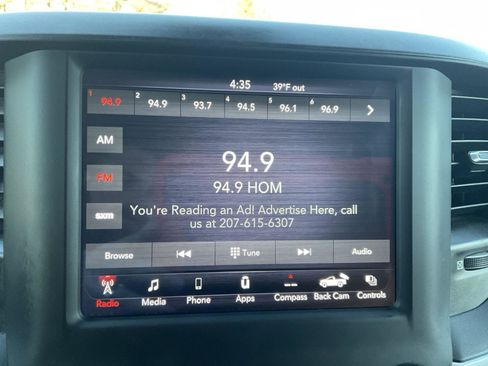 4:35 39°F out
1 94.9 2 94.9 3 93.7 4 94.5 5 96.1 6 96.9
AM
94.9
FM
94.9 HOM
sxm
You're Reading an Ad! Advertise Here, call
us at 207-615-6307
Browse Tune Audio
Radio Media Phone Apps Compass Back Cam Controls